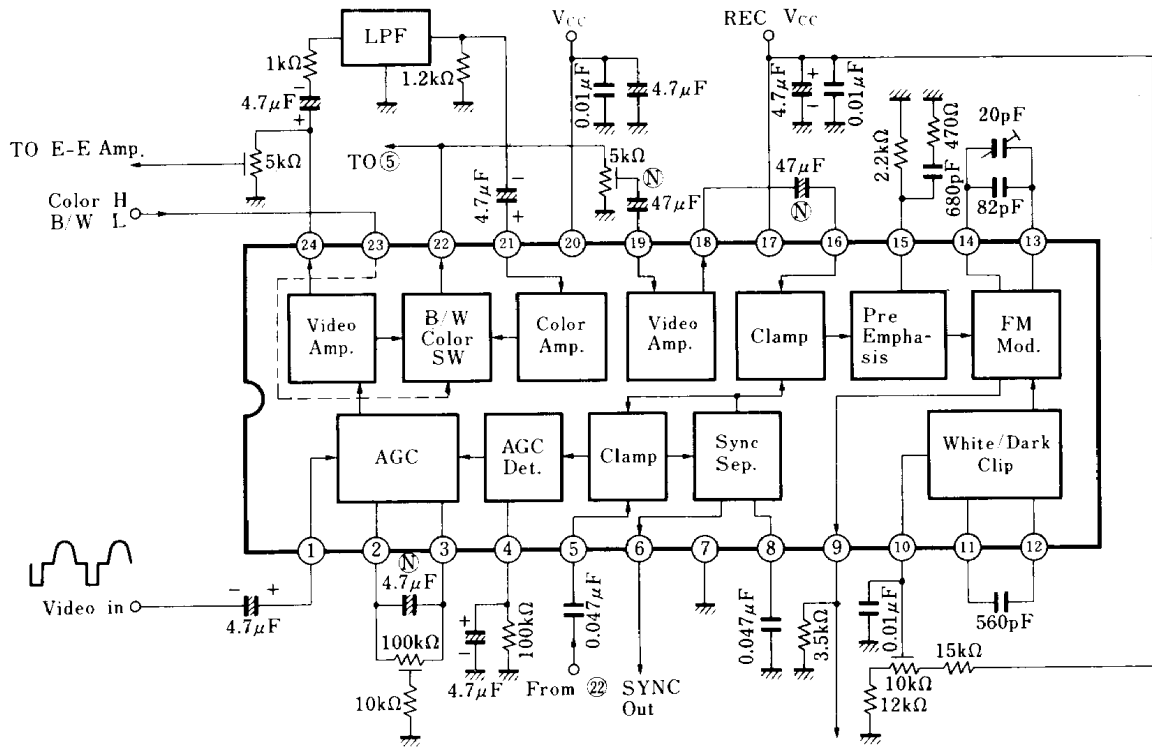 VCC
REC VCC
LPF
1kΩ
1.2kΩ
4.7μF
−
+
0.01μF
4.7μF
4.7μF
+
−
0.01μF
2.2kΩ
470Ω
680pF
20pF
82pF
TO E-E Amp.
5kΩ
TO ⑤
5kΩ
Ⓝ
47μF
47μF
Ⓝ
4.7μF
−
+
Color H
B/W L
24
23
22
21
20
19
18
17
16
15
14
13
Video
Amp.
B/W
Color
SW
Color
Amp.
Video
Amp.
Clamp
Pre
Empha-
sis
FM
Mod.
AGC
AGC
Det.
Clamp
Sync
Sep.
White/Dark
Clip
1
2
3
4
5
6
7
8
9
10
11
12
Video in
− +
4.7μF
Ⓝ
4.7μF
100kΩ
10kΩ
+
−
4.7μF
100kΩ
0.047μF
From ㉒
SYNC
Out
0.047μF
3.5kΩ
0.01μF
560pF
15kΩ
10kΩ
12kΩ